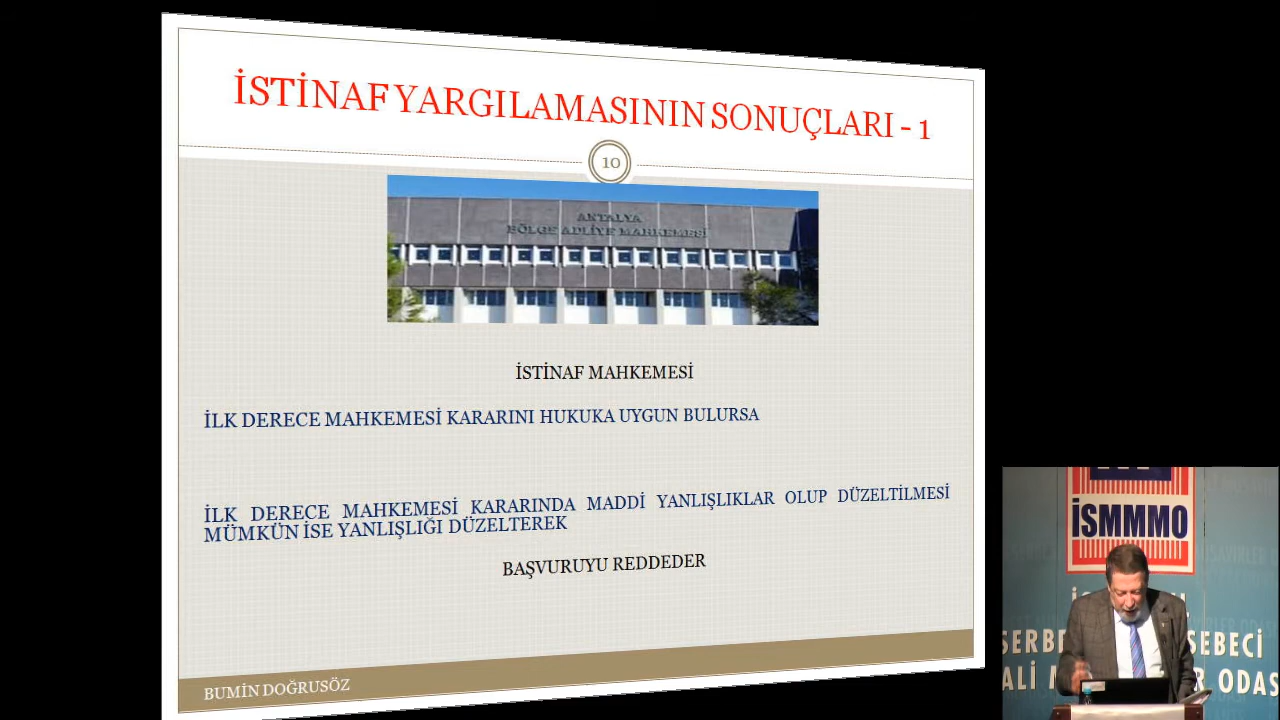 İSTİNAF YARGILAMASININ SONUÇLARI - 1
10
ANTALYA
BÖLGE ADLİYE MAHKEMESİ
İSTİNAF MAHKEMESİ
İLK DERECE MAHKEMESİ KARARINI HUKUKA UYGUN BULURSA
İLK DERECE MAHKEMESİ KARARINDA MADDİ YANLIŞLIKLAR OLUP DÜZELTİLMESİ
MÜMKÜN İSE YANLIŞLIĞI DÜZELTEREK
BAŞVURUYU REDDEDER
BUMİN DOĞRUSÖZ
İSMMMO
SERBE SEBECİ
ALİ M R ODAS